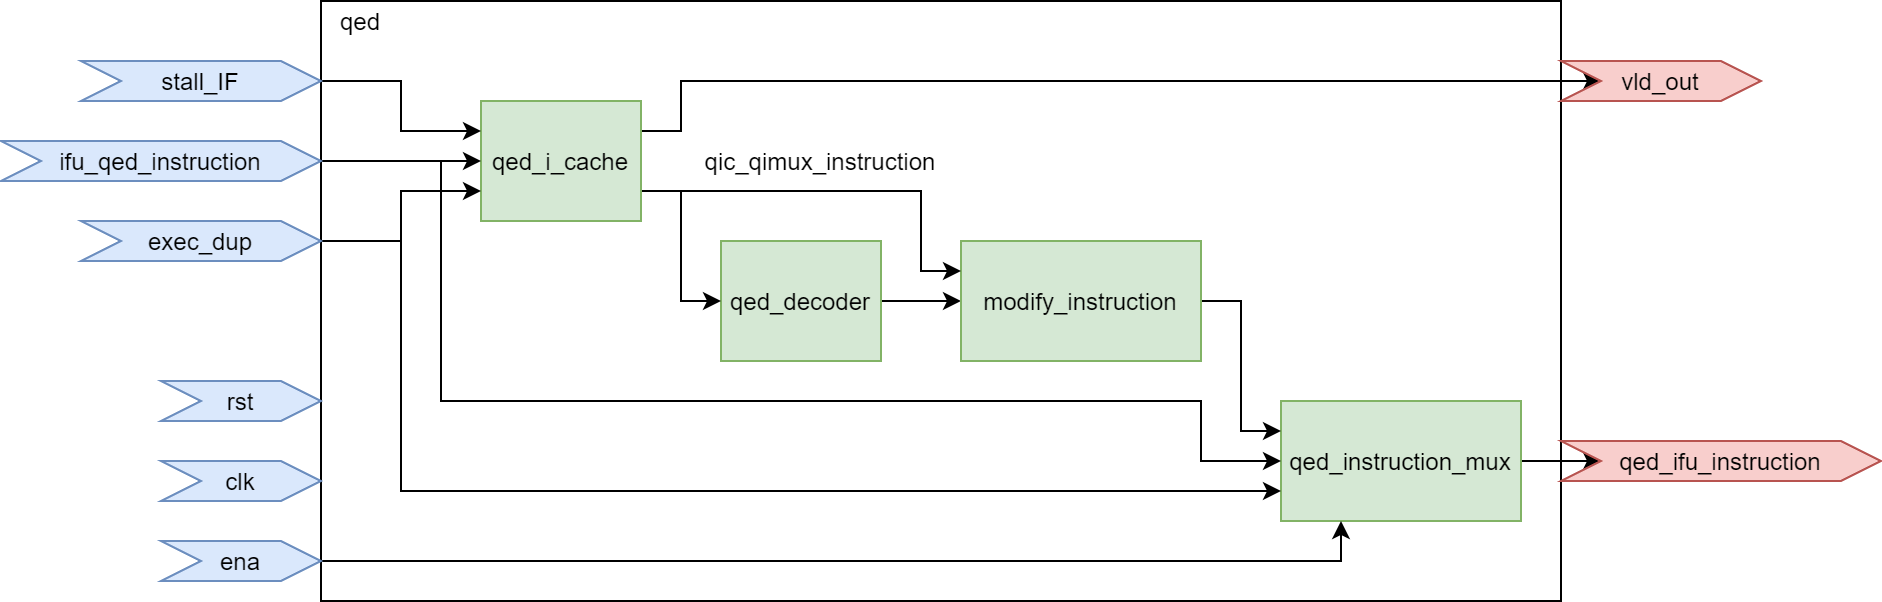 qed
stall_IF
vld_out
ifu_qed_instruction
qed_i_cache
qic_qimux_instruction
exec_dup
qed_decoder
modify_instruction
rst
qed_instruction_mux
qed_ifu_instruction
clk
ena